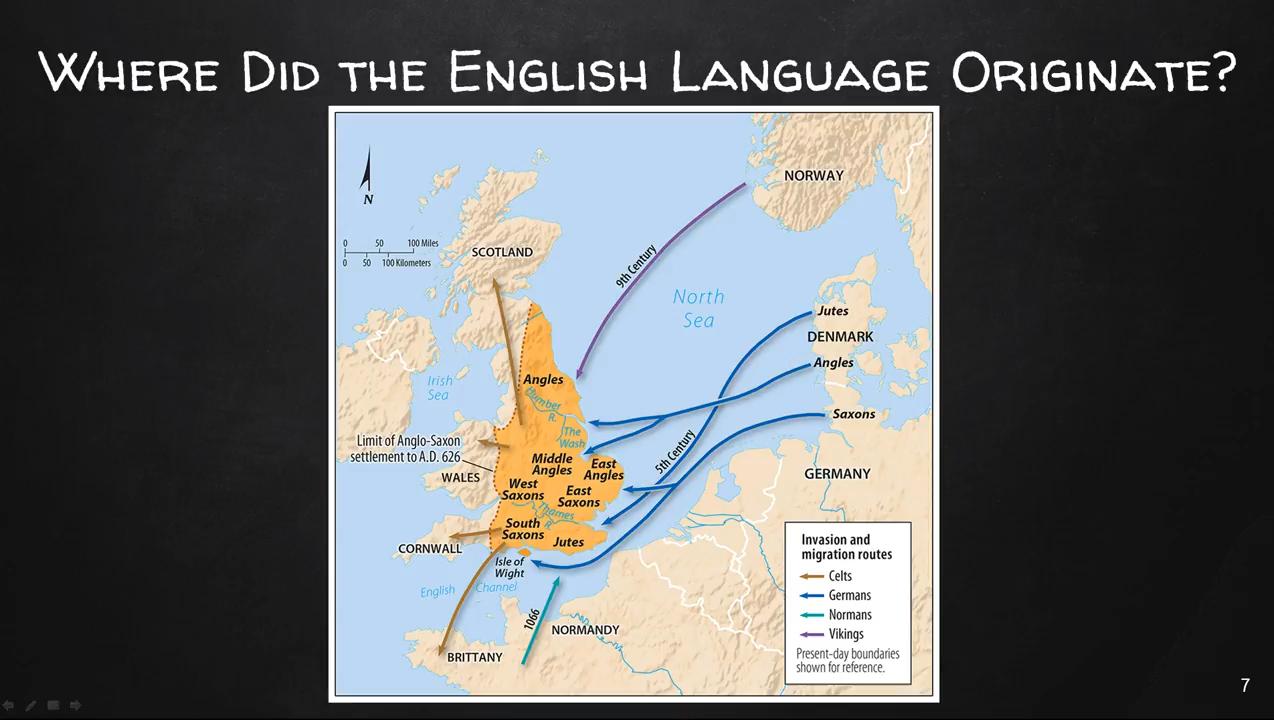 WHERE DID THE ENGLISH LANGUAGE ORIGINATE?
NORWAY
N
0 50 100 Miles
0 50 100 Kilometers
SCOTLAND
9th Century
North
Sea
Jutes
DENMARK
Angles
Saxons
Irish
Sea
Angles
Humber
R.
The
Wash
5th Century
Limit of Anglo-Saxon
settlement to A.D. 626
Middle
Angles
East
Angles
WALES
West
Saxons
East
Saxons
GERMANY
Thames
R.
South
Saxons
Jutes
CORNWALL
Isle of
Wight
English Channel
1066
NORMANDY
BRITTANY
Invasion and
migration routes
Celts
Germans
Normans
Vikings
Present-day boundaries
shown for reference.
7